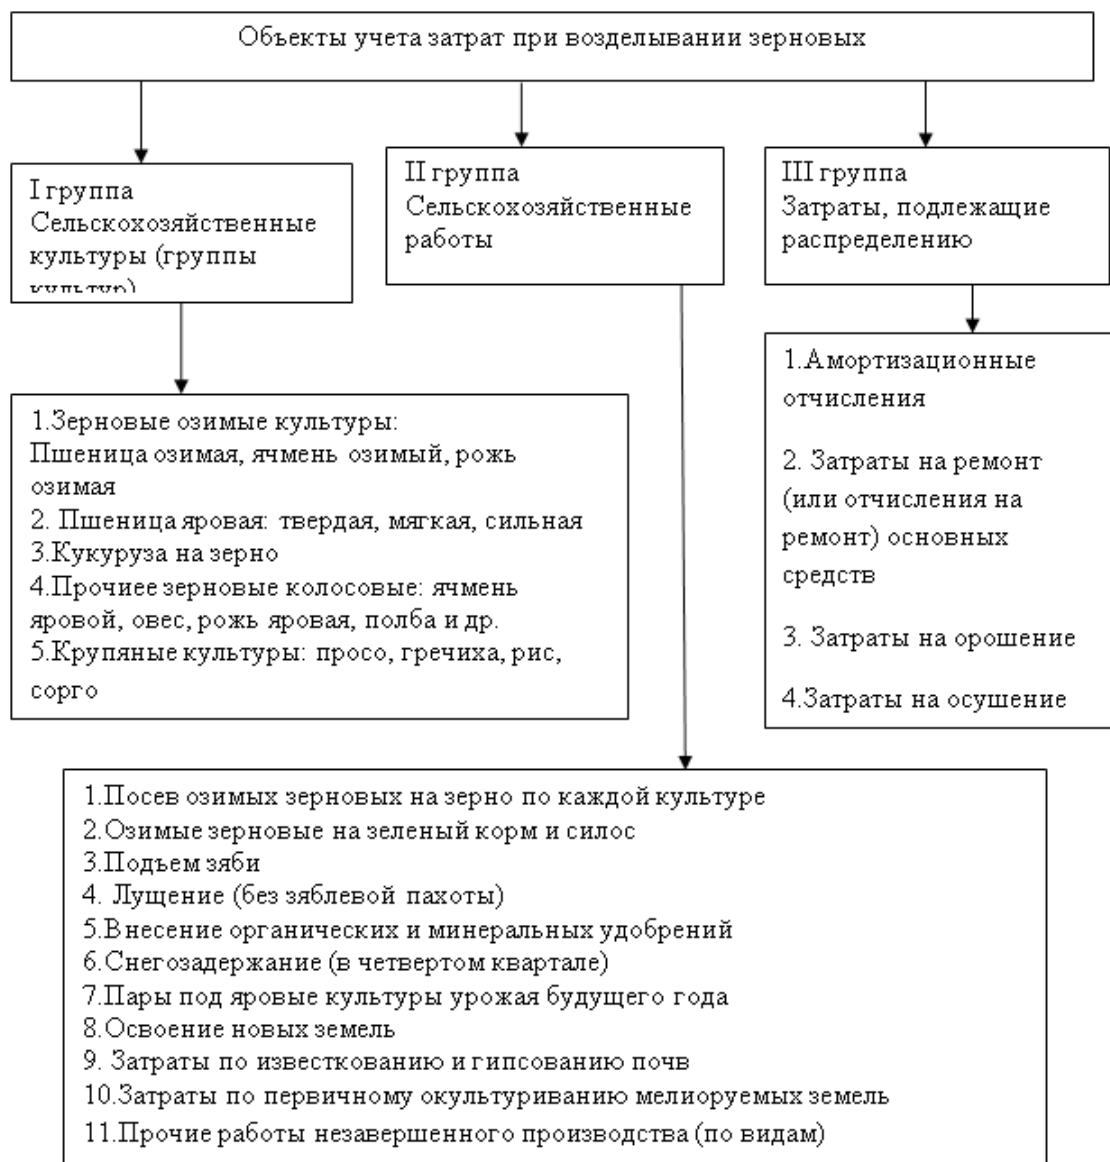 Объекты учета затрат при возделывании зерновых
I группа
Сельскохозяйственные
культуры (группы
культур)
II группа
Сельскохозяйственные
работы
III группа
Затраты, подлежащие
распределению
1.Зерновые озимые культуры:
Пшеница озимая, ячмень озимый, рожь
озимая
2. Пшеница яровая: твердая, мягкая, сильная
3.Кукуруза на зерно
4.Прочиее зерновые колосовые: ячмень
яровой, овес, рожь яровая, полба и др.
5.Крупяные культуры: просо, гречиха, рис,
сорго
1.Амортизационные
отчисления
2. Затраты на ремонт
(или отчисления на
ремонт) основных
средств
3. Затраты на орошение
4.Затраты на осушение
1.Посев озимых зерновых на зерно по каждой культуре
2.Озимые зерновые на зеленый корм и силос
3.Подъем зяби
4. Лущение (без зяблевой пахоты)
5.Внесение органических и минеральных удобрений
6.Снегозадержание (в четвертом квартале)
7.Пары под яровые культуры урожая будущего года
8.Освоение новых земель
9. Затраты по известкованию и гипсованию почв
10.Затраты по первичному окультуриванию мелиоруемых земель
11.Прочие работы незавершенного производства (по видам)